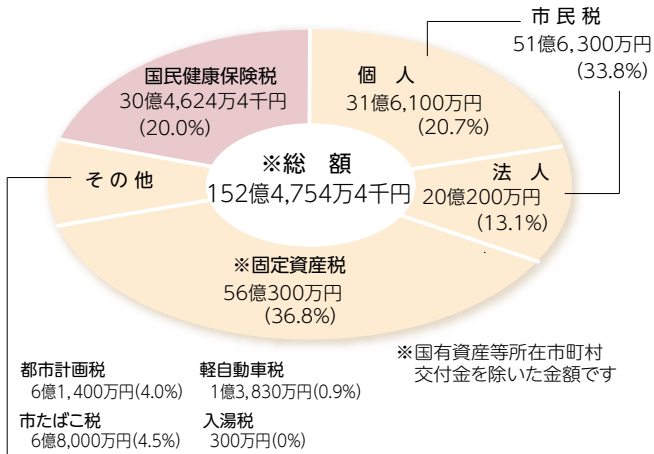 市 民 税
51億6,300万円
(33.8%)
国民健康保険税
30億4,624万4千円
(20.0%)
個　人
31億6,100万円
(20.7%)
※総　額
152億4,754万4千円
法　人
20億200万円
(13.1%)
そ の 他
※固定資産税
56億300万円
(36.8%)
※国有資産等所在市町村
交付金を除いた金額です
都市計画税
6億1,400万円(4.0%)
軽自動車税
1億3,830万円(0.9%)
市たばこ税
6億8,000万円(4.5%)
入湯税
300万円(0%)